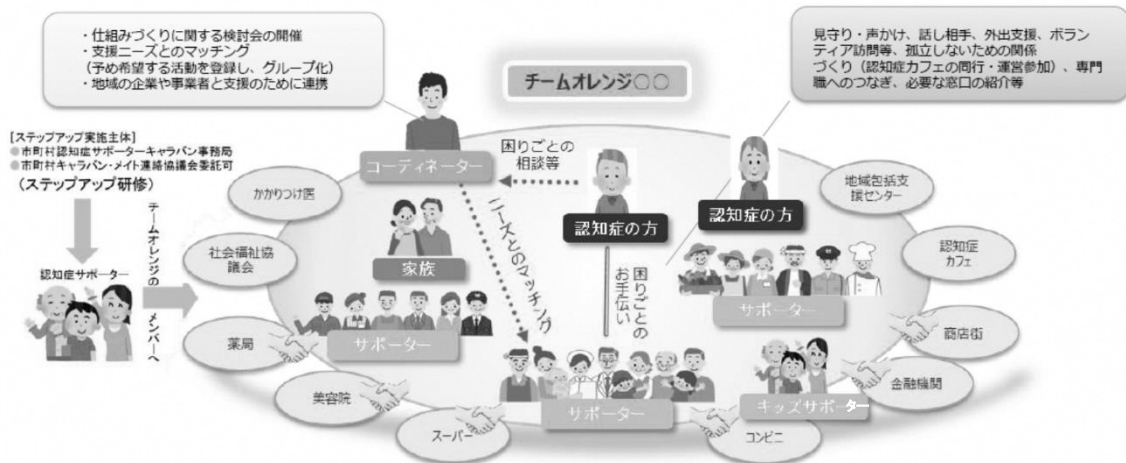 ・仕組みづくりに関する検討会の開催
・支援ニーズとのマッチング
（予め希望する活動を登録し、グループ化）
・地域の企業や事業者と支援のために連携
チームオレンジ〇〇
見守り・声かけ、話し相手、外出支援、ボラン
ティア訪問等、孤立しないための関係
づくり（認知症カフェの同行・運営参加）、専門
職へのつなぎ、必要な窓口の紹介等
[ステップアップ実施主体]
●市町村認知症サポーターキャラバン事務局
●市町村キャラバン・メイト連絡協議会委託可
（ステップアップ研修）
認知症サポーター
チームオレンジの
メンバーへ
コーディネーター
困りごとの
相談等
認知症の方
認知症の方
家族
ニーズとのマッチング
困りごとの
お手伝い
サポーター
サポーター
サポーター
キッズサポーター
かかりつけ医
社会福祉協
議会
薬局
美容院
スーパー
コンビニ
金融機関
商店街
認知症
カフェ
地域包括支
援センター